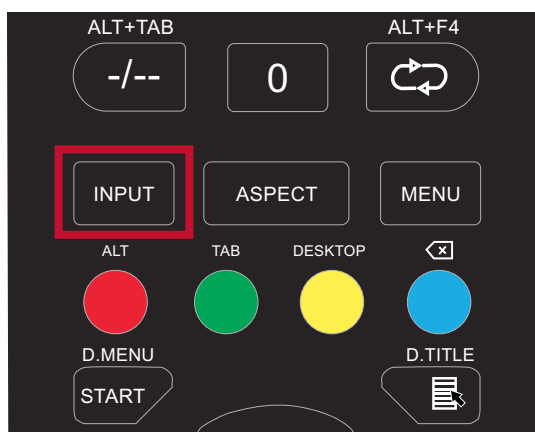 ALT+TAB ALT+F4
-/-- 0
INPUT ASPECT MENU
ALT TAB DESKTOP
D.MENU D.TITLE
START